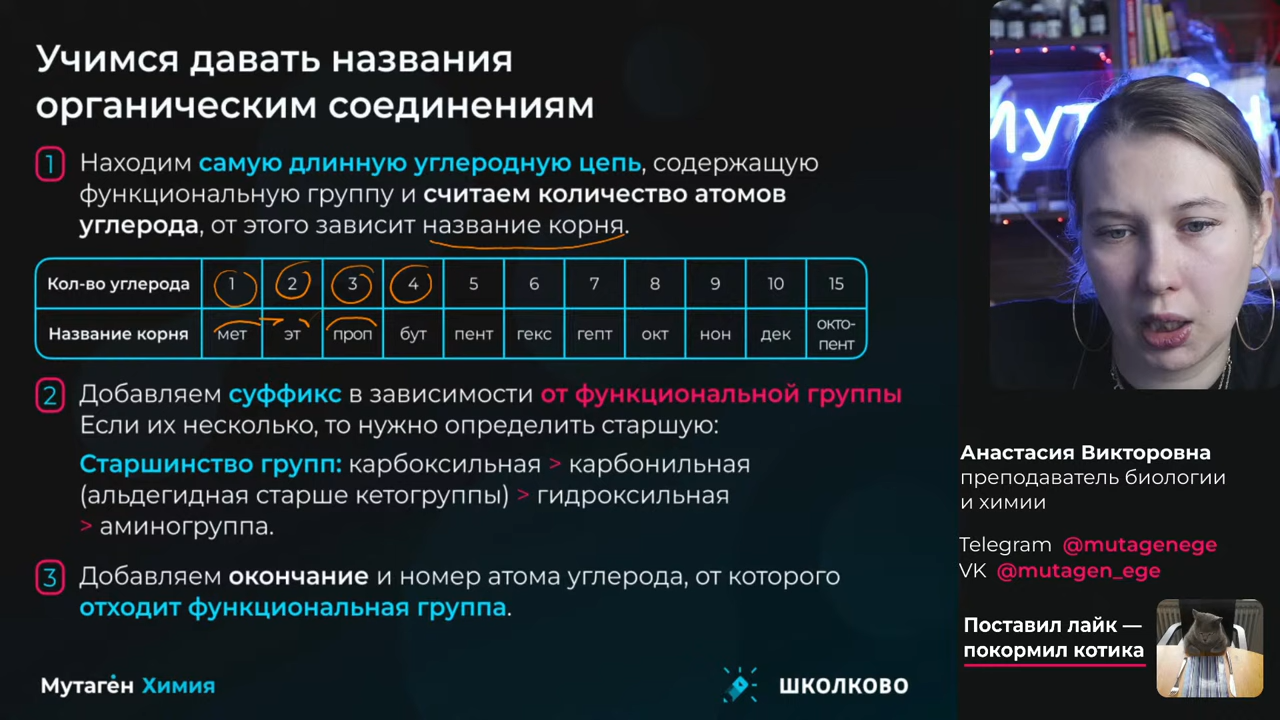 Учимся давать названия
органическим соединениям
1 Находим самую длинную углеродную цепь, содержащую
функциональную группу и считаем количество атомов
углерода, от этого зависит название корня.
Кол-во углерода 1 2 3 4 5 6 7 8 9 10 15
Название корня мет эт проп бут пент гекс гепт окт нон дек окто-
пент
2 Добавляем суффикс в зависимости от функциональной группы
Если их несколько, то нужно определить старшую:
Старшинство групп: карбоксильная > карбонильная
(альдегидная старше кетогруппы) > гидроксильная
> аминогруппа.
3 Добавляем окончание и номер атома углерода, от которого
отходит функциональная группа.
Мутаген Химия
ШКОЛКОВО
Мут
Анастасия Викторовна
преподаватель биологии
и химии
Telegram @mutagenege
VK @mutagen_ege
Поставил лайк —
покормил котика